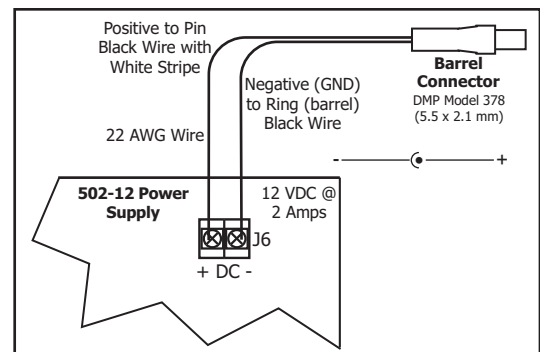 Positive to Pin
Black Wire with
White Stripe
Barrel
Connector
DMP Model 378
(5.5 x 2.1 mm)
Negative (GND)
to Ring (barrel)
Black Wire
22 AWG Wire
- +
502-12 Power
Supply
12 VDC @
2 Amps
J6
+ DC -